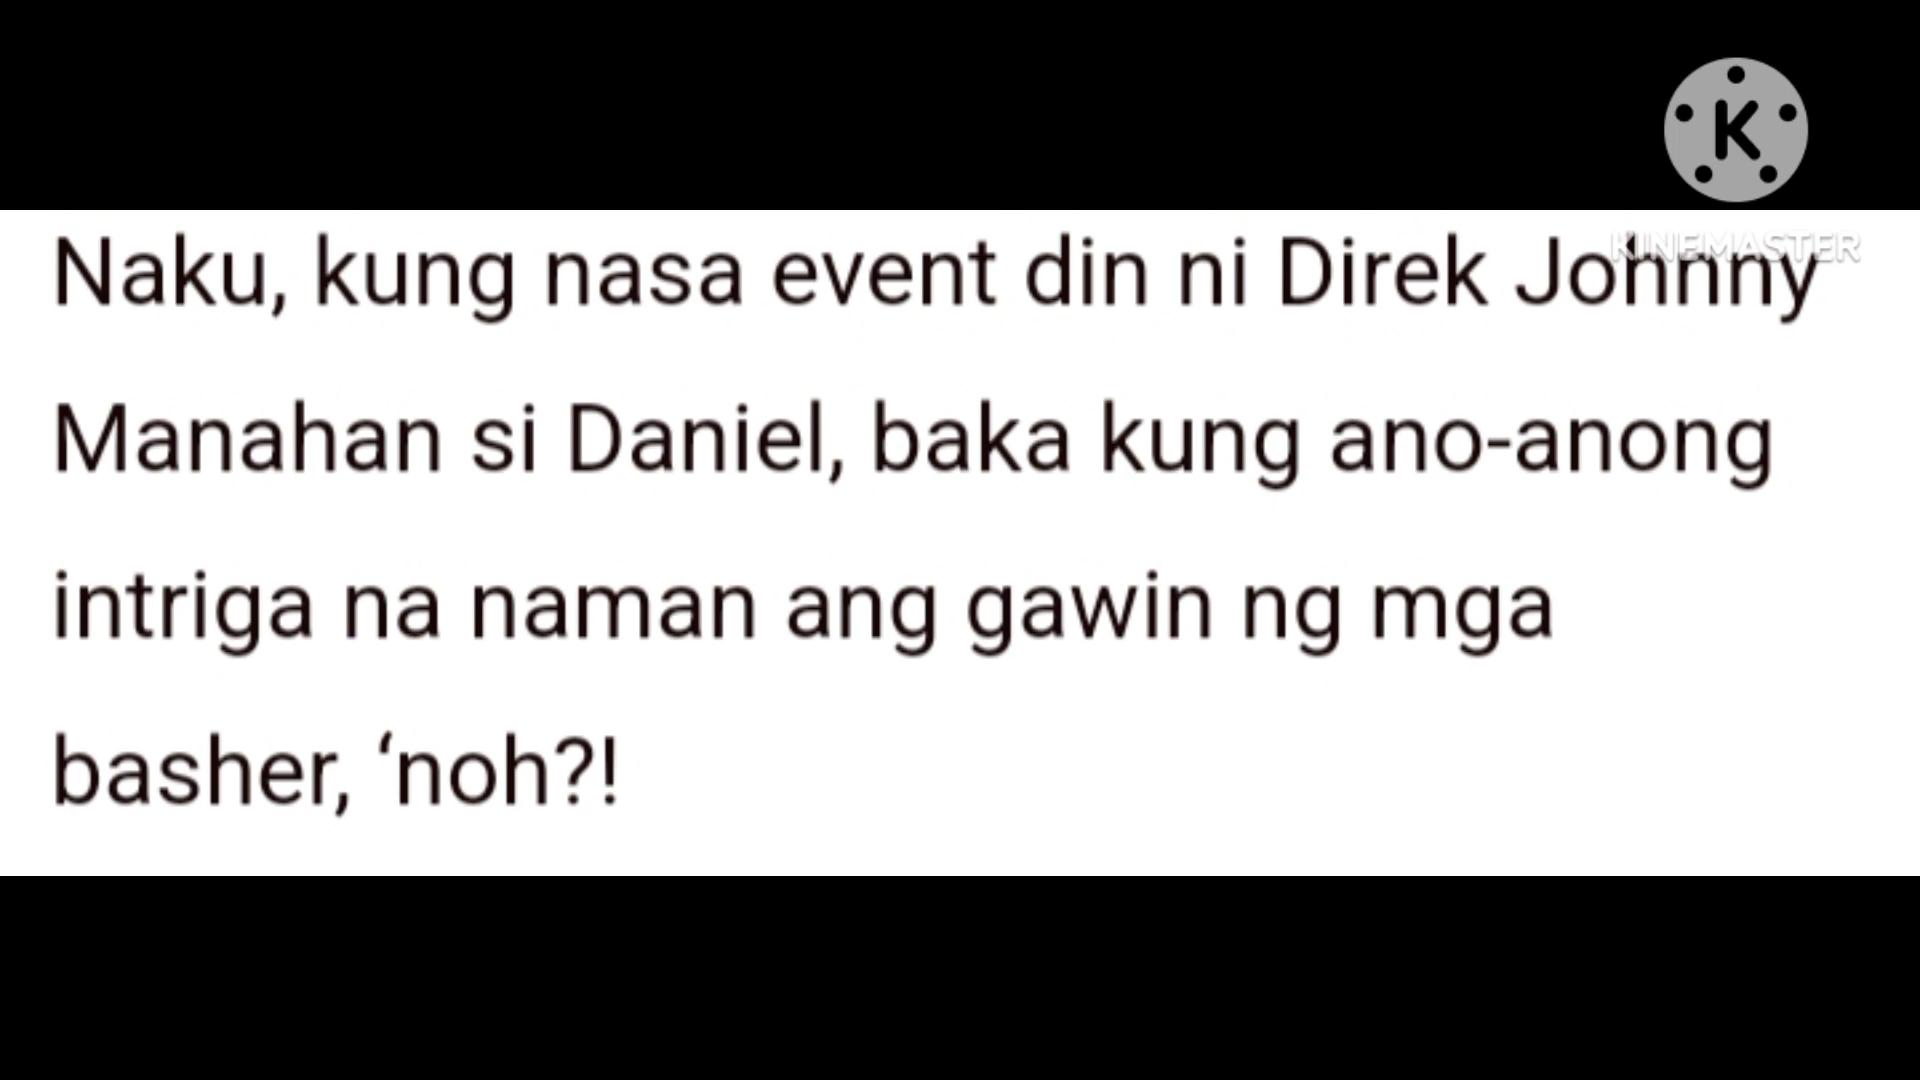 K
KINEMASTER
Naku, kung nasa event din ni Direk Johnny
Manahan si Daniel, baka kung ano-anong
intriga na naman ang gawin ng mga
basher, ‘noh?!